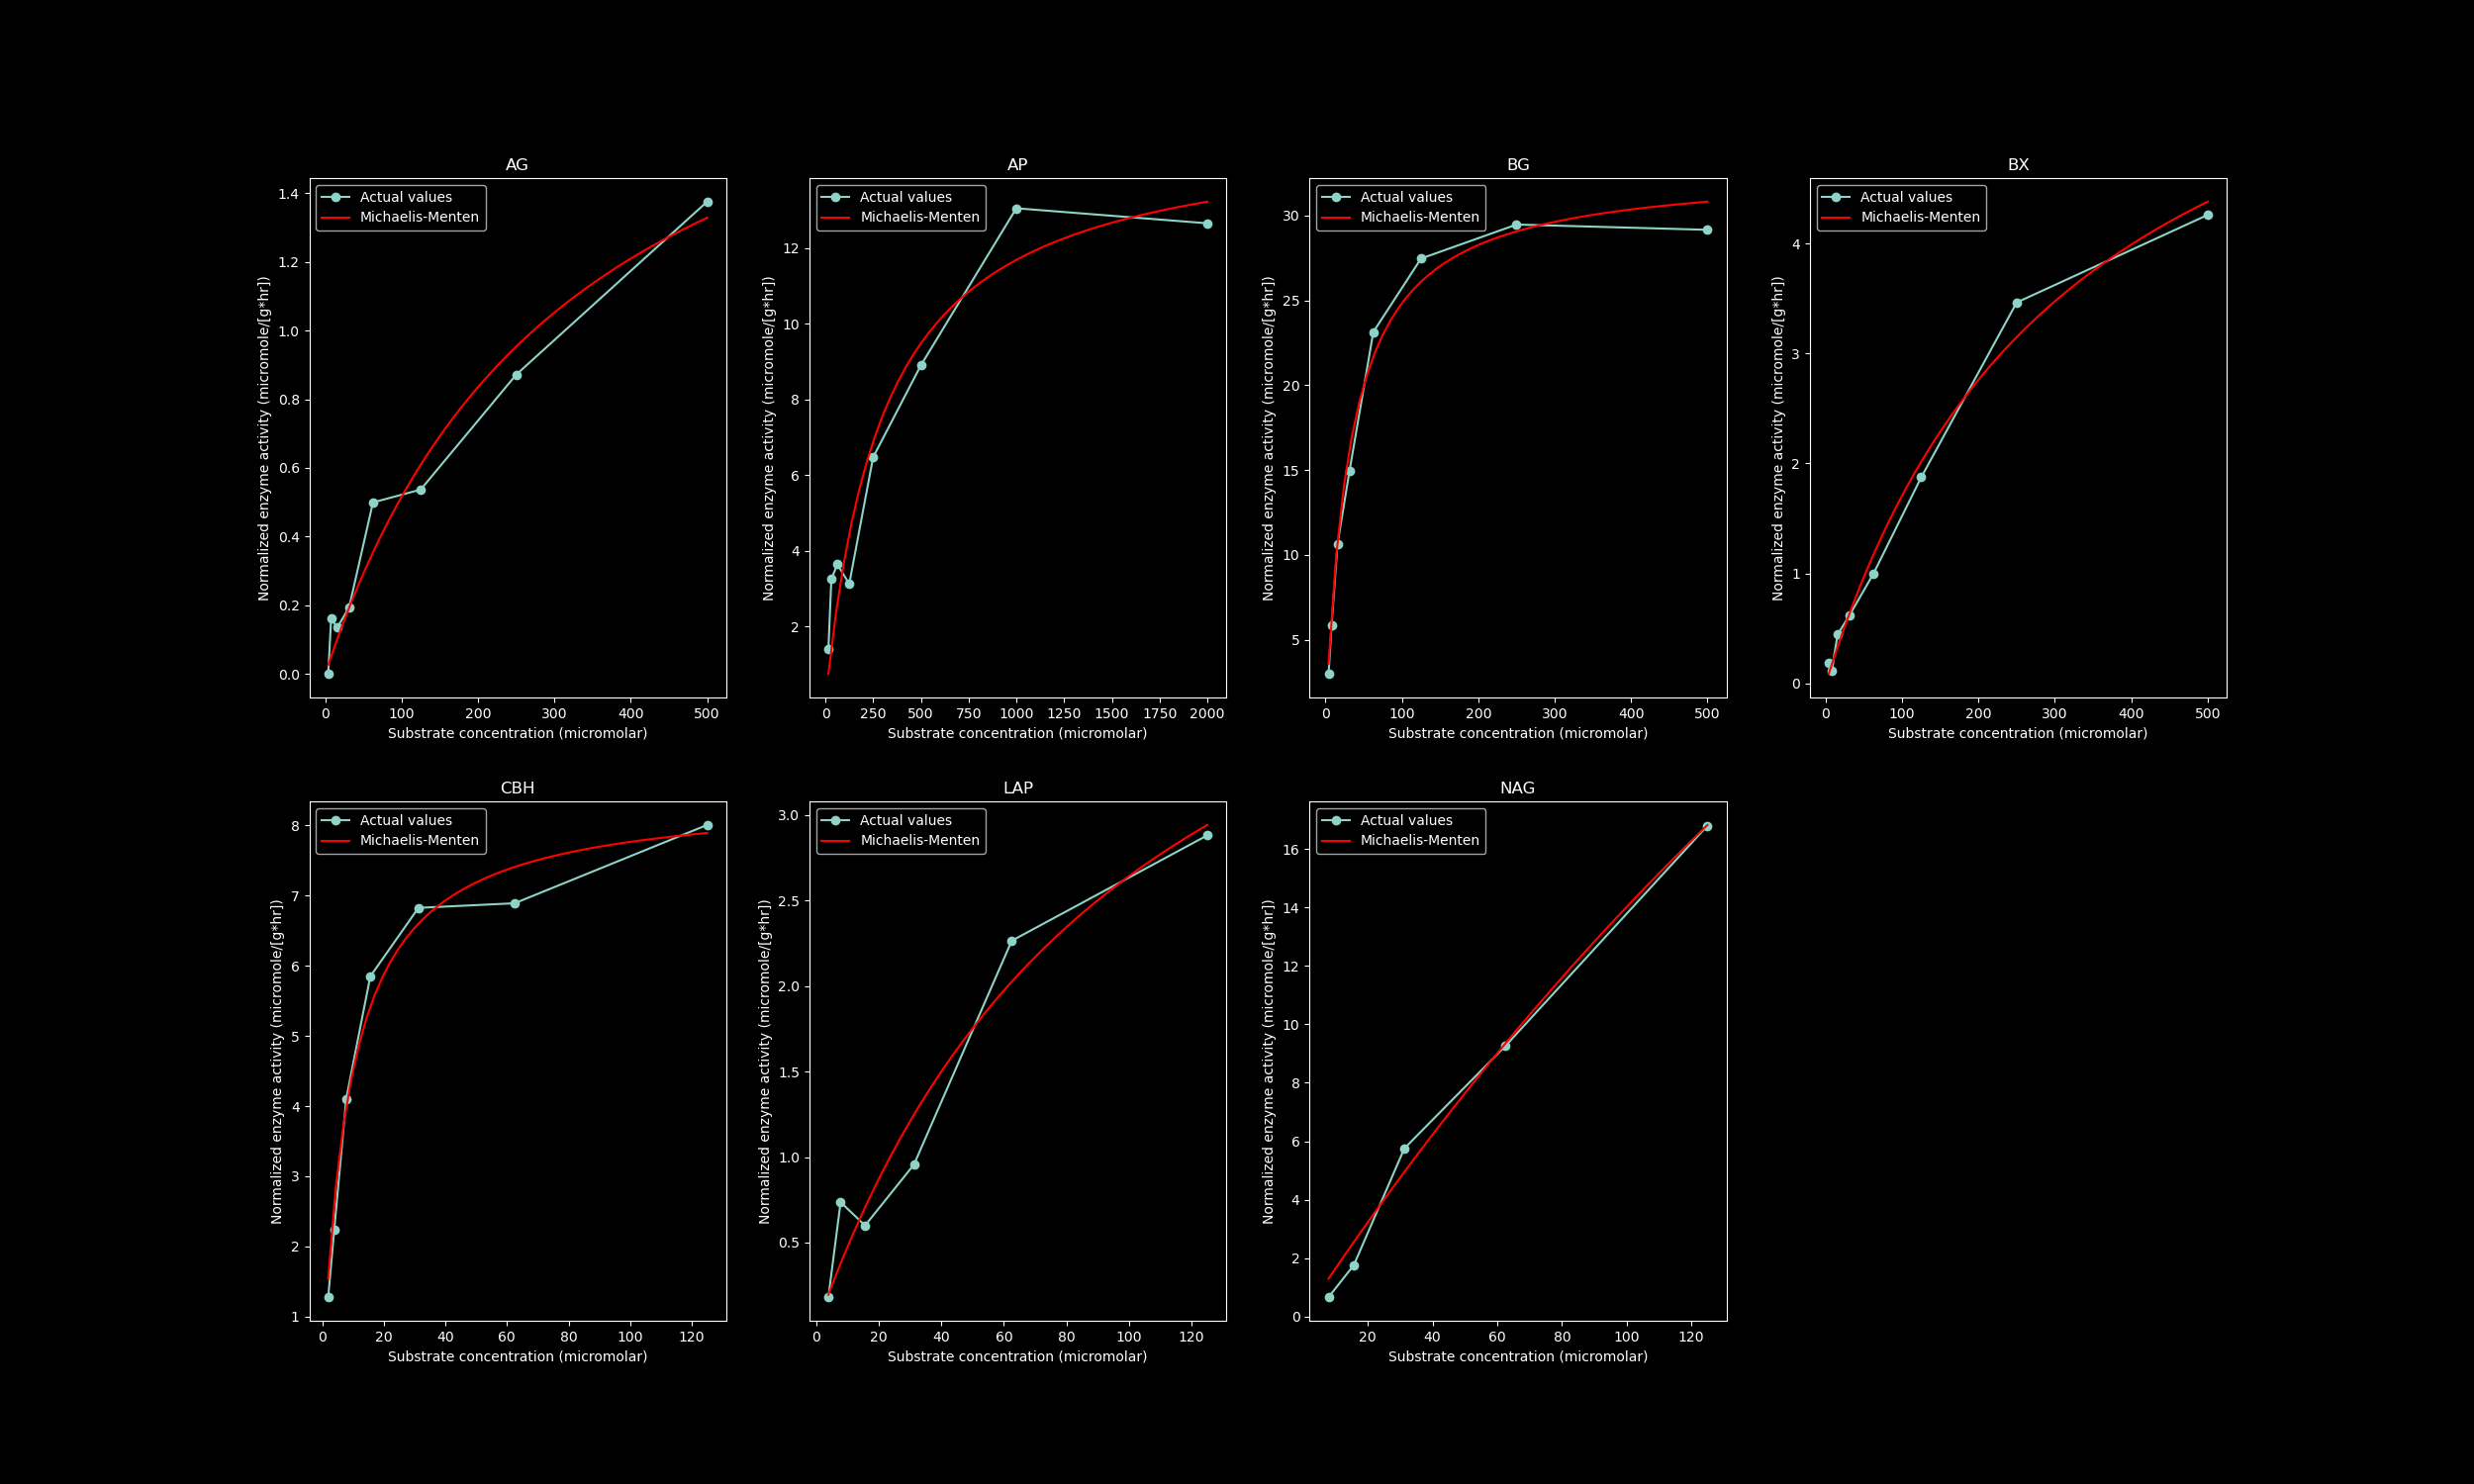 AG
Actual values
Michaelis-Menten
Normalized enzyme activity (micromole/[g*hr])
1.4
1.2
1.0
0.8
0.6
0.4
0.2
0.0
0 100 200 300 400 500
Substrate concentration (micromolar)
AP
Actual values
Michaelis-Menten
Normalized enzyme activity (micromole/[g*hr])
12
10
8
6
4
2
0 250 500 750 1000 1250 1500 1750 2000
Substrate concentration (micromolar)
BG
Actual values
Michaelis-Menten
Normalized enzyme activity (micromole/[g*hr])
30
25
20
15
10
5
0 100 200 300 400 500
Substrate concentration (micromolar)
BX
Actual values
Michaelis-Menten
Normalized enzyme activity (micromole/[g*hr])
4
3
2
1
0
0 100 200 300 400 500
Substrate concentration (micromolar)
CBH
Actual values
Michaelis-Menten
Normalized enzyme activity (micromole/[g*hr])
8
7
6
5
4
3
2
1
0 20 40 60 80 100 120
Substrate concentration (micromolar)
LAP
Actual values
Michaelis-Menten
Normalized enzyme activity (micromole/[g*hr])
3.0
2.5
2.0
1.5
1.0
0.5
0 20 40 60 80 100 120
Substrate concentration (micromolar)
NAG
Actual values
Michaelis-Menten
Normalized enzyme activity (micromole/[g*hr])
16
14
12
10
8
6
4
2
0
20 40 60 80 100 120
Substrate concentration (micromolar)